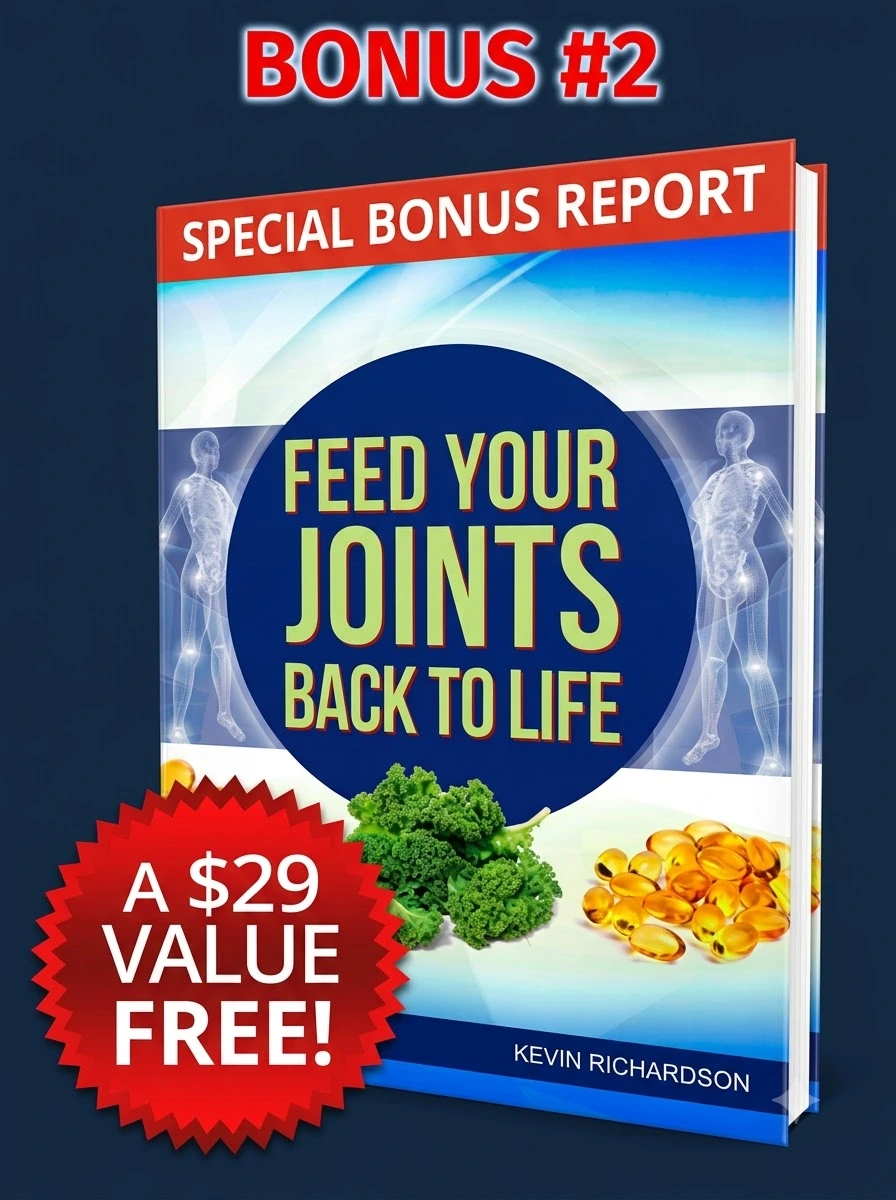 BONUS #2
SPECIAL BONUS REPORT
FEED YOUR
JOINTS
BACK TO LIFE
A $29
VALUE
FREE!
KEVIN RICHARDSON